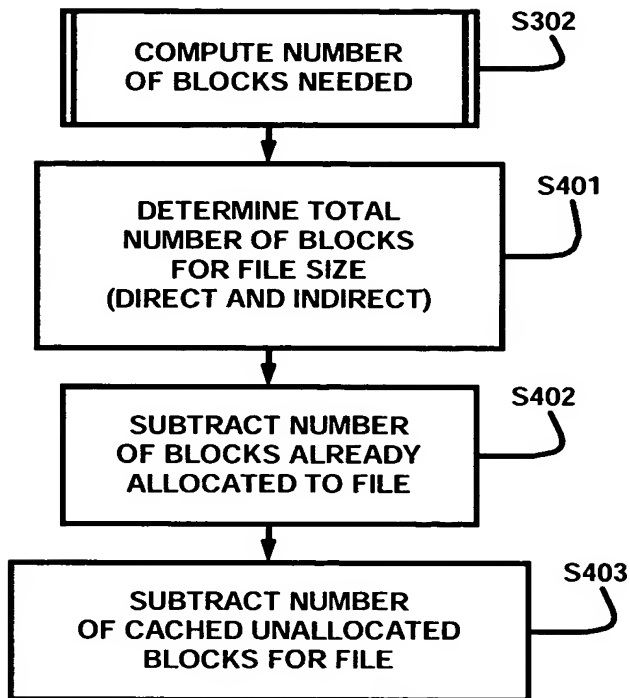 S302
COMPUTE NUMBER
OF BLOCKS NEEDED
S401
DETERMINE TOTAL
NUMBER OF BLOCKS
FOR FILE SIZE
(DIRECT AND INDIRECT)
S402
SUBTRACT NUMBER
OF BLOCKS ALREADY
ALLOCATED TO FILE
S403
SUBTRACT NUMBER
OF CACHED UNALLOCATED
BLOCKS FOR FILE